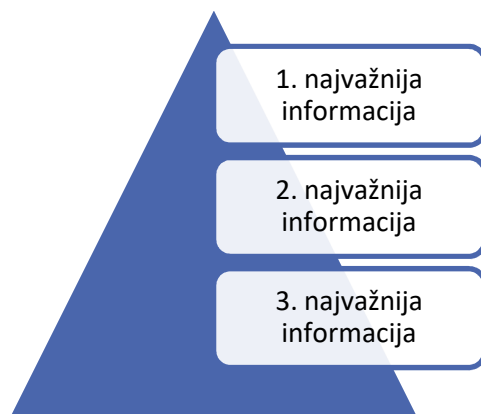 1. najvažnija
informacija
2. najvažnija
informacija
3. najvažnija
informacija